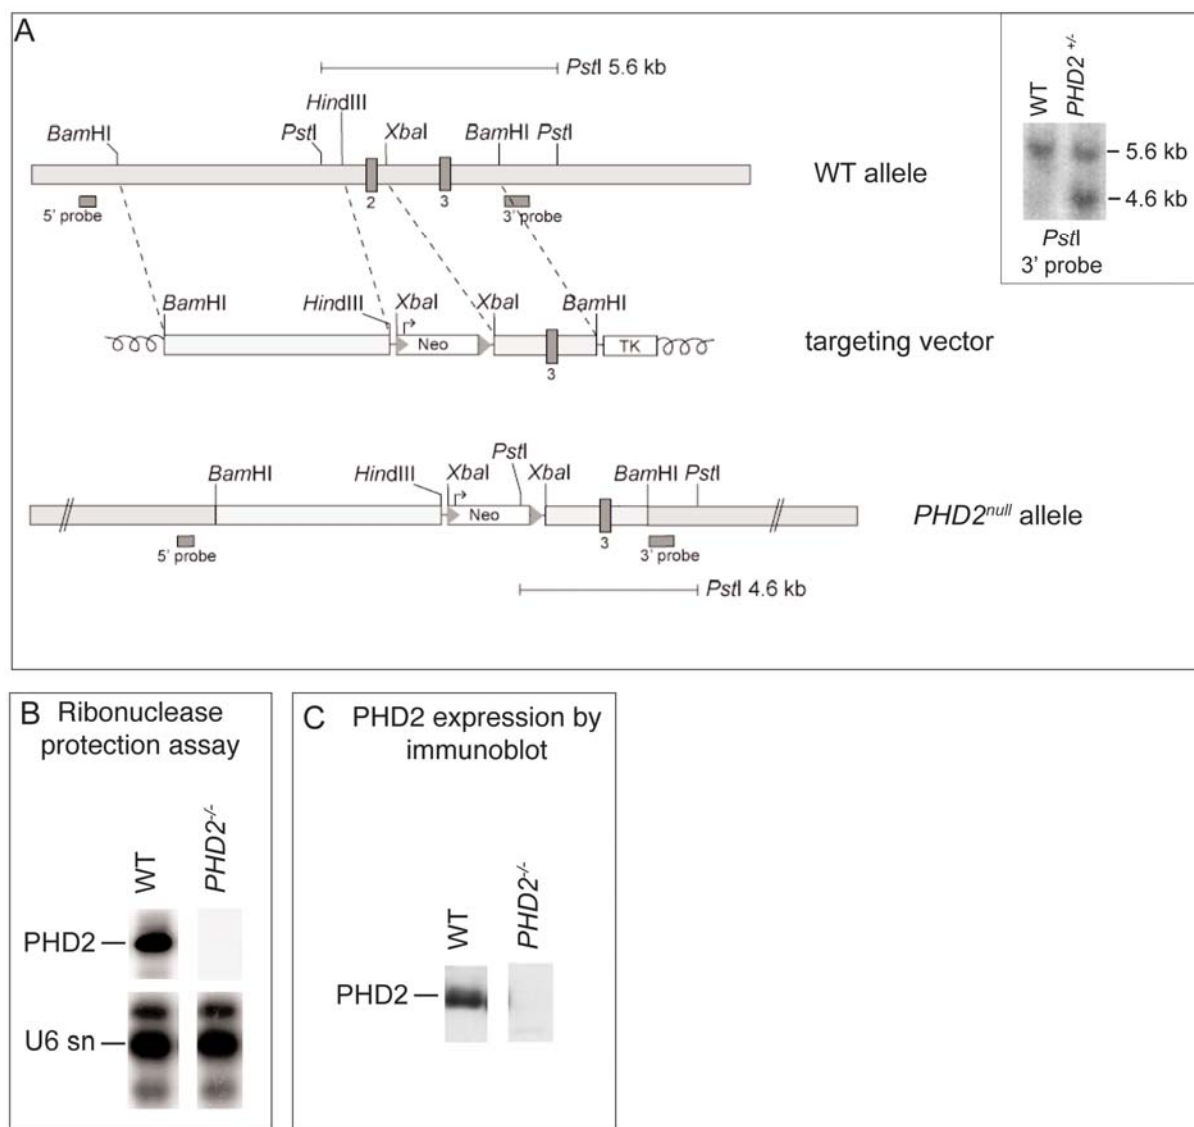 A
PstI 5.6 kb
HindIII
BamHI PstI XbaI BamHI PstI
WT allele
5' probe 2 3 3' probe
BamHI HindIII XbaI XbaI BamHI
Neo TK
targeting vector
3
PstI
BamHI HindIII XbaI XbaI BamHI PstI
Neo
PHD2null allele
5' probe 3 3' probe
PstI 4.6 kb
WT PHD2 +/-
5.6 kb
4.6 kb
PstI
3' probe
B Ribonuclease
protection assay
WT PHD2-/-
PHD2
U6 sn
C PHD2 expression by
immunoblot
WT PHD2-/-
PHD2